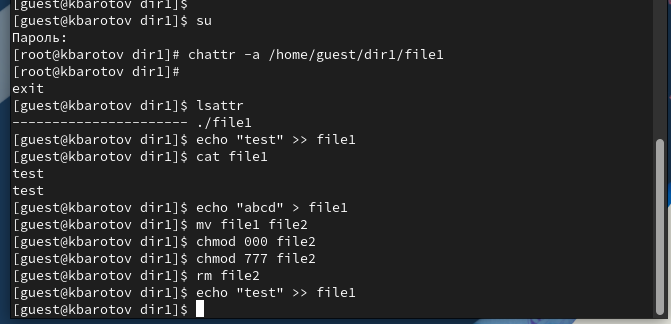 [guest@kbarotov dir1]$
[guest@kbarotov dir1]$ su
Пароль:
[root@kbarotov dir1]# chattr -a /home/guest/dir1/file1
[root@kbarotov dir1]#
exit
[guest@kbarotov dir1]$ lsattr
---------------------- ./file1
[guest@kbarotov dir1]$ echo "test" >> file1
[guest@kbarotov dir1]$ cat file1
test
test
[guest@kbarotov dir1]$ echo "abcd" > file1
[guest@kbarotov dir1]$ mv file1 file2
[guest@kbarotov dir1]$ chmod 000 file2
[guest@kbarotov dir1]$ chmod 777 file2
[guest@kbarotov dir1]$ rm file2
[guest@kbarotov dir1]$ echo "test" >> file1
[guest@kbarotov dir1]$